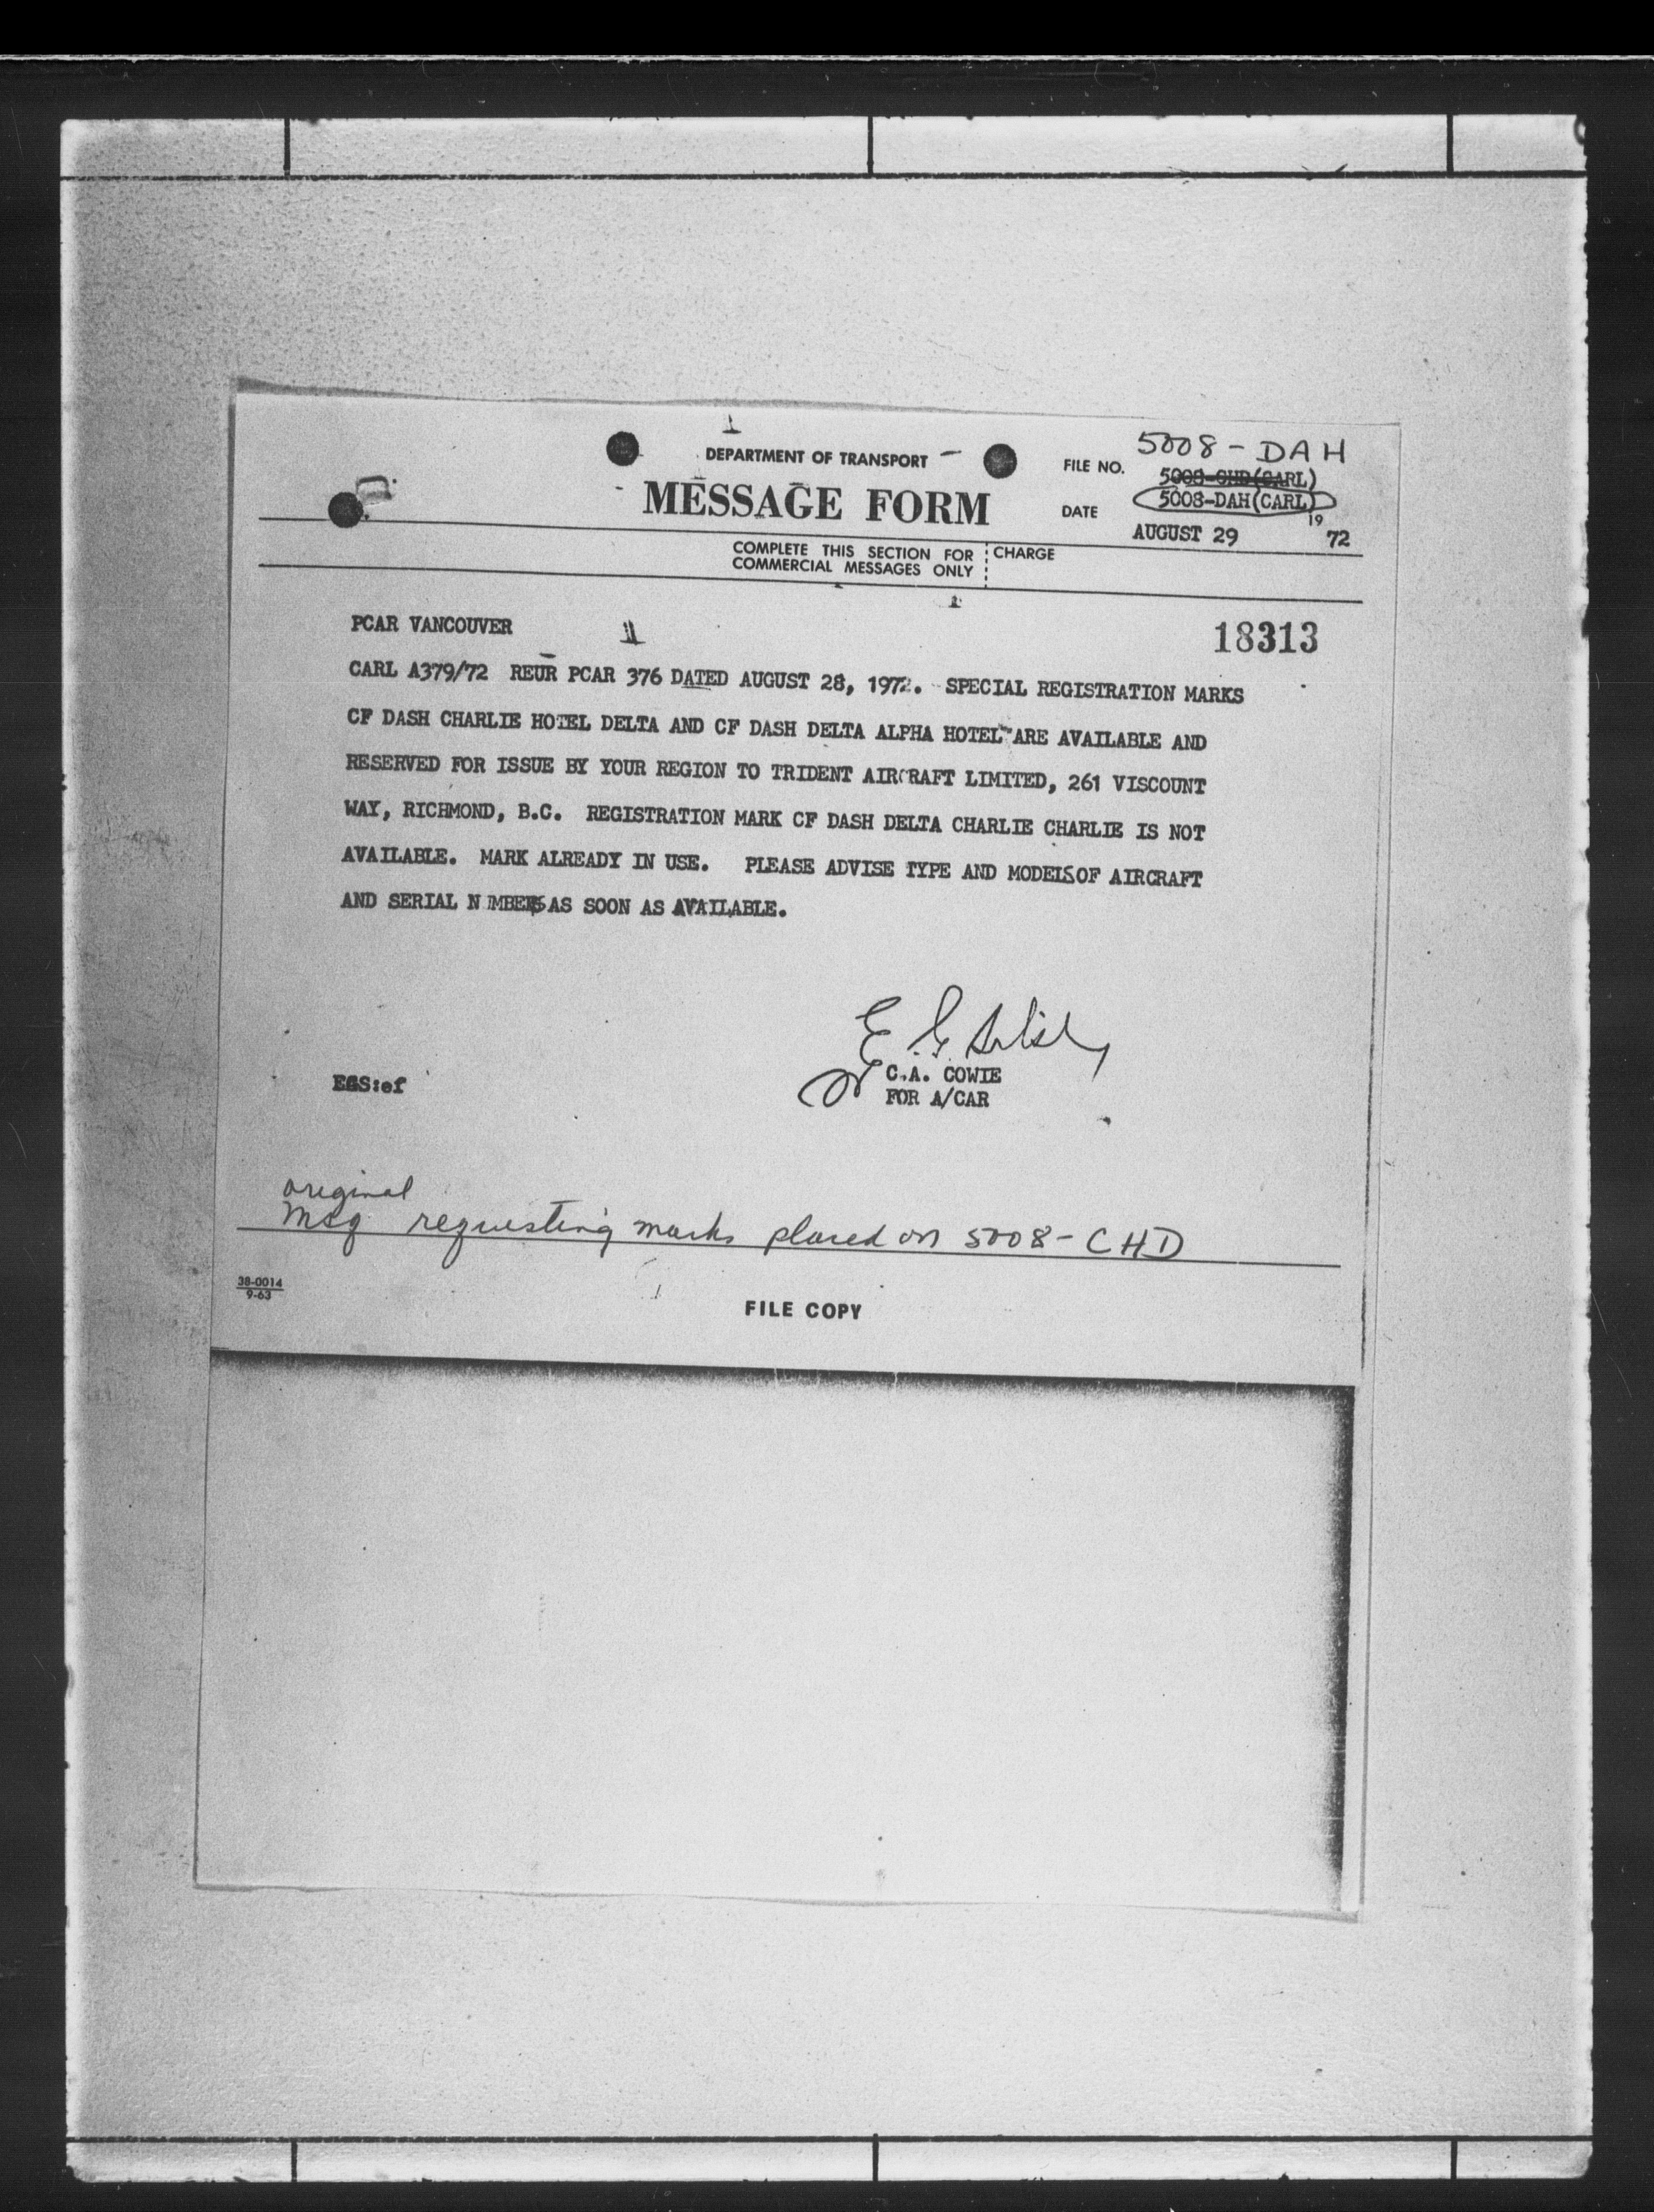 DEPARTMENT OF TRANSPORT
MESSAGE FORM
FILE NO. 5008-DAH
5008-CHD(CARL)
5008-DAH(CARL)
DATE AUGUST 29 1972
COMPLETE THIS SECTION FOR COMMERCIAL MESSAGES ONLY
CHARGE
PCAR VANCOUVER
18313
CARL A379/72 REUR PCAR 376 DATED AUGUST 28, 1972. SPECIAL REGISTRATION MARKS
CF DASH CHARLIE HOTEL DELTA AND CF DASH DELTA ALPHA HOTEL ARE AVAILABLE AND
RESERVED FOR ISSUE BY YOUR REGION TO TRIDENT AIRCRAFT LIMITED, 261 VISCOUNT
WAY, RICHMOND, B.C. REGISTRATION MARK CF DASH DELTA CHARLIE CHARLIE IS NOT
AVAILABLE. MARK ALREADY IN USE. PLEASE ADVISE TYPE AND MODELS OF AIRCRAFT
AND SERIAL NUMBERS AS SOON AS AVAILABLE.
C.A. COWIE
EGS:ef
FOR A/CAR
original
msg requesting marks placed on 5008-CHD
38-0014
9-63
FILE COPY